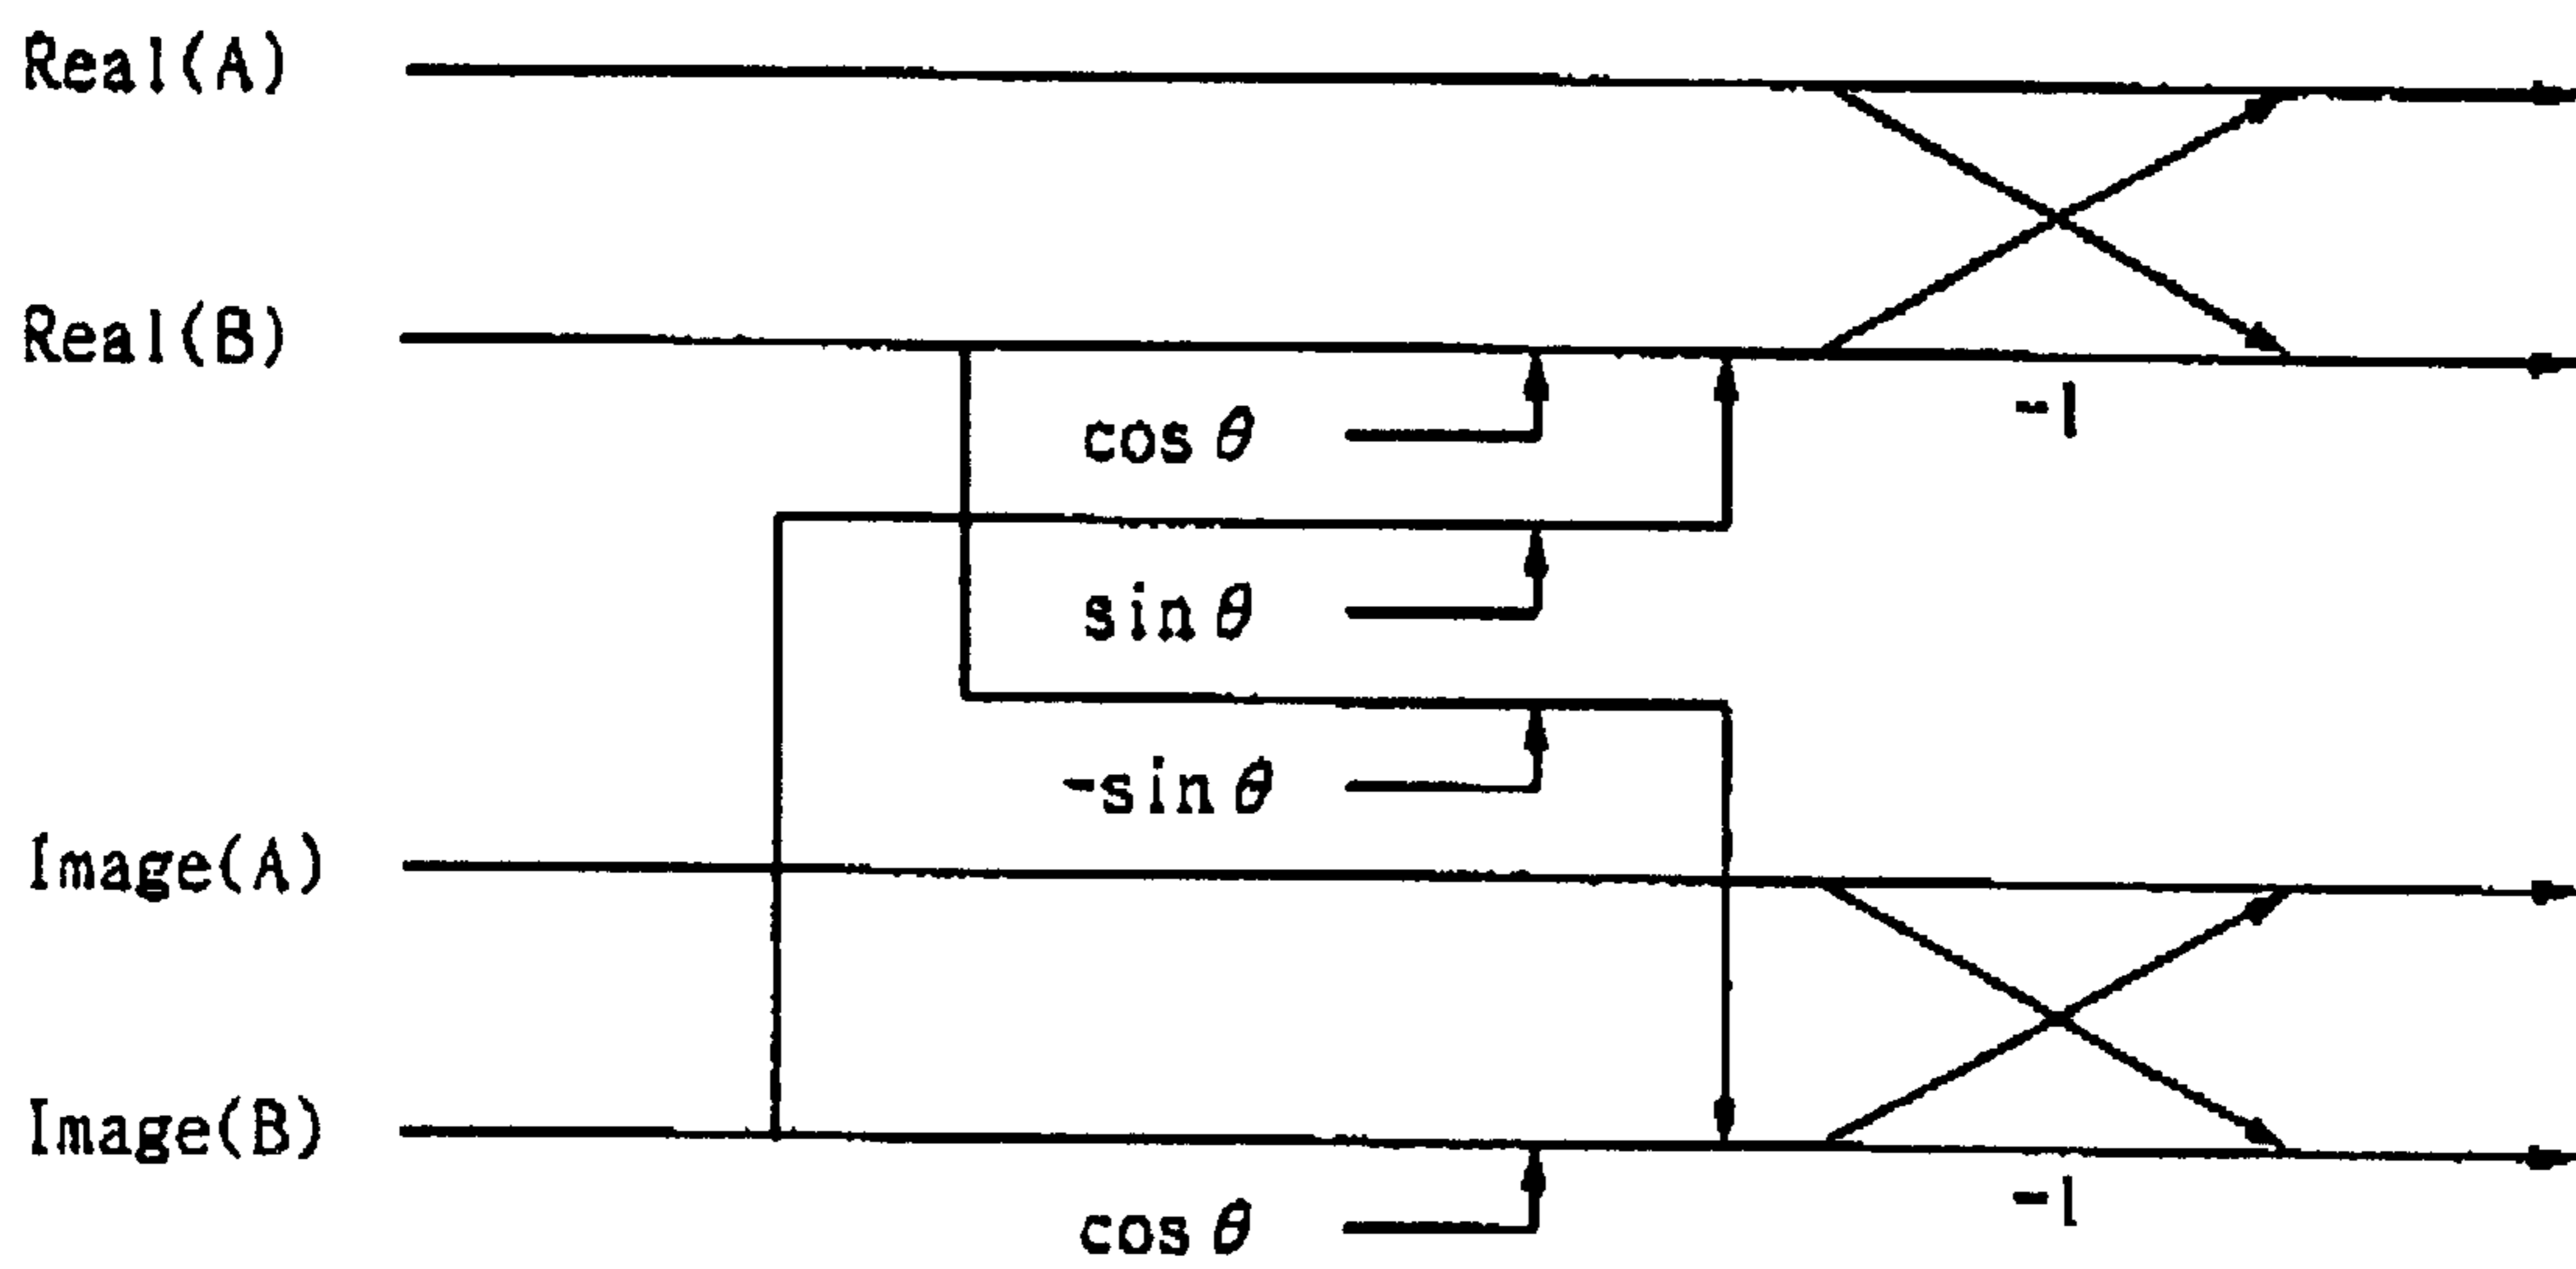 Real(A)
Real(B)
-1
cos θ
sin θ
-sin θ
Image(A)
Image(B)
-1
cos θ